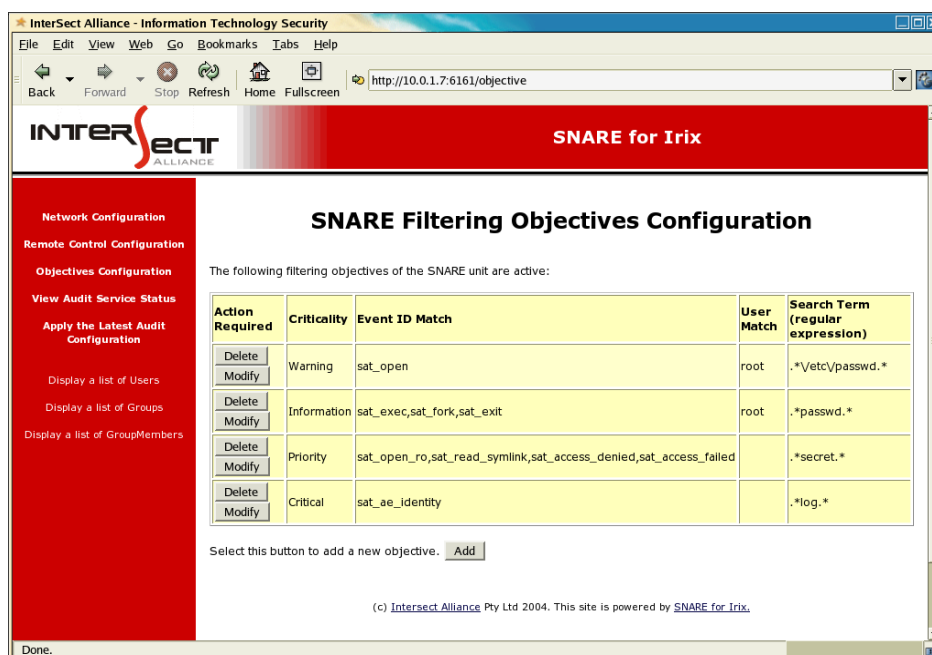 InterSect Alliance - Information Technology Security
File Edit View Web Go Bookmarks Tabs Help
Back Forward Stop Refresh Home Fullscreen http://10.0.1.7:6161/objective
INTERSECT
ALLIANCE
SNARE for Irix
Network Configuration
Remote Control Configuration
Objectives Configuration
View Audit Service Status
Apply the Latest Audit
Configuration
Display a list of Users
Display a list of Groups
Display a list of GroupMembers
SNARE Filtering Objectives Configuration
The following filtering objectives of the SNARE unit are active:
Action Required Criticality Event ID Match User Match Search Term (regular expression)
Delete
Modify Warning sat_open root .*\/etc\/passwd.*
Delete
Modify Information sat_exec,sat_fork,sat_exit root .*passwd.*
Delete
Modify Priority sat_open_ro,sat_read_symlink,sat_access_denied,sat_access_failed .*secret.*
Delete
Modify Critical sat_ae_identity .*log.*
Select this button to add a new objective. Add
(c) Intersect Alliance Pty Ltd 2004. This site is powered by SNARE for Irix.
Done.